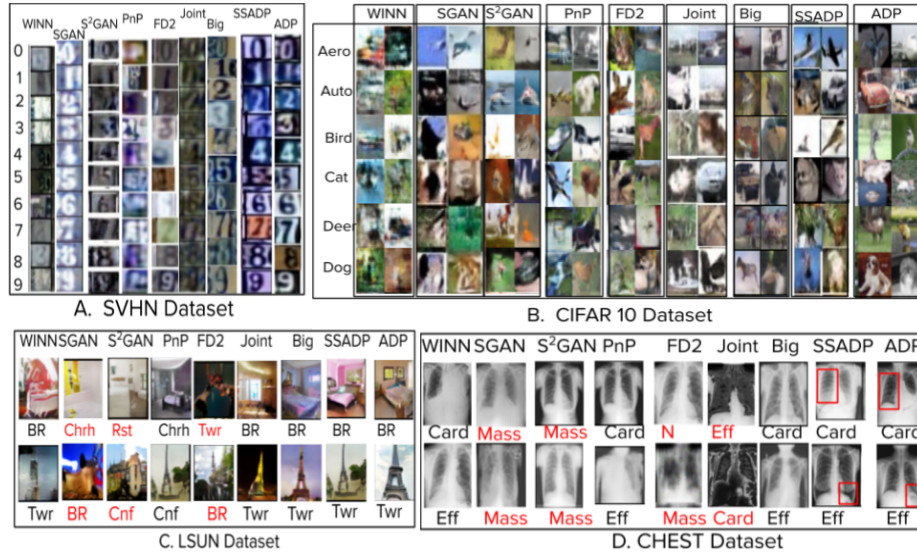 WINN SGAN S²GAN PnP FD2 Joint Big SSADP ADP
0
1
2
3
4
5
6
7
8
9
A. SVHN Dataset
WINN SGAN S²GAN PnP FD2 Joint Big SSADP ADP
Aero
Auto
Bird
Cat
Deer
Dog
B. CIFAR 10 Dataset
WINN SGAN S²GAN PnP FD2 Joint Big SSADP ADP
BR Chrh Rst Chrh Twr BR BR BR BR
Twr BR Cnf Cnf BR Twr Twr Twr Twr
C. LSUN Dataset
WINN SGAN S²GAN PnP FD2 Joint Big SSADP ADP
Card Mass Mass Card N Eff Card Card Card
Eff Mass Mass Eff Mass Card Eff Eff Eff
D. CHEST Dataset